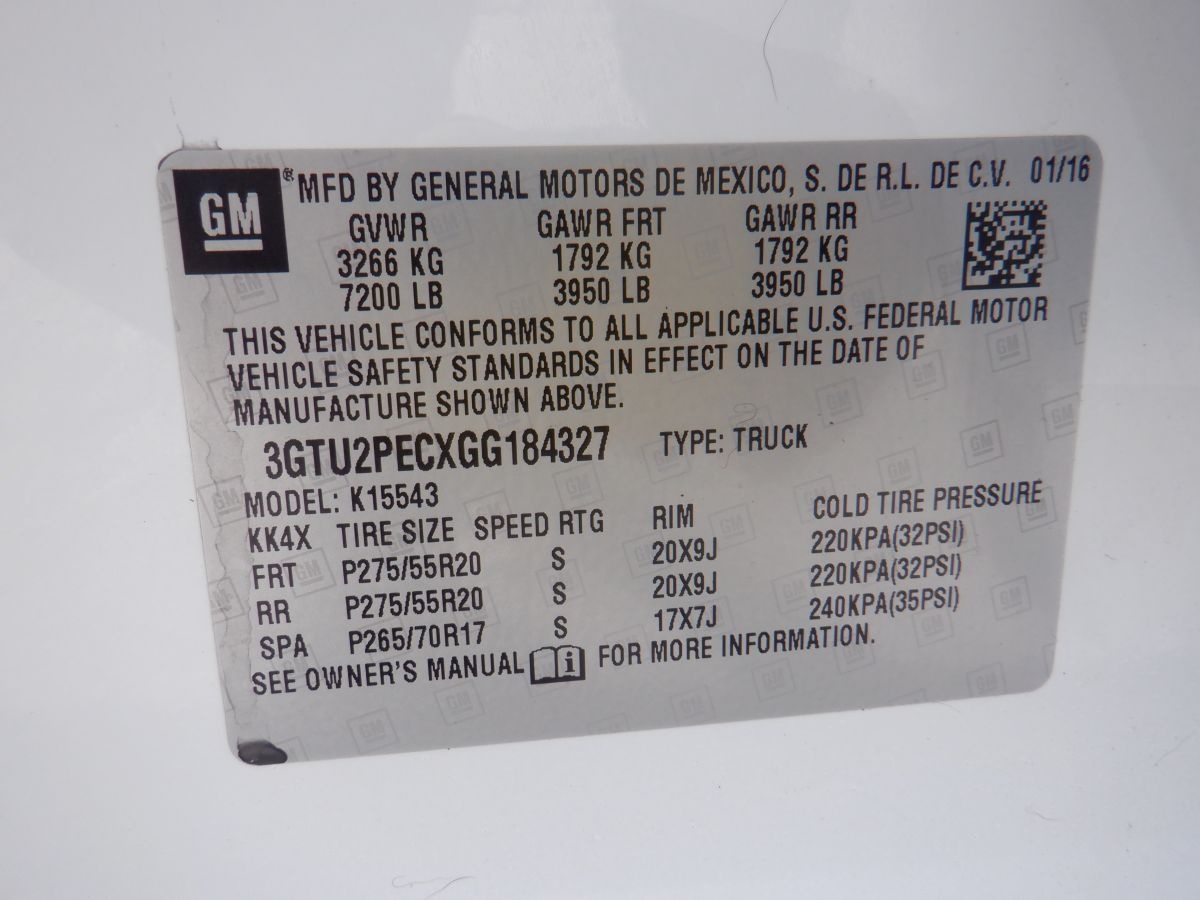 GM ® MFD BY GENERAL MOTORS DE MEXICO, S. DE R.L. DE C.V. 01/16
GVWR GAWR FRT GAWR RR
3266 KG 1792 KG 1792 KG
7200 LB 3950 LB 3950 LB
THIS VEHICLE CONFORMS TO ALL APPLICABLE U.S. FEDERAL MOTOR
VEHICLE SAFETY STANDARDS IN EFFECT ON THE DATE OF
MANUFACTURE SHOWN ABOVE.
3GTU2PECXGG184327 TYPE: TRUCK
MODEL: K15543
KK4X TIRE SIZE SPEED RTG RIM COLD TIRE PRESSURE
FRT P275/55R20 S 20X9J 220KPA(32PSI)
RR P275/55R20 S 20X9J 220KPA(32PSI)
SPA P265/70R17 S 17X7J 240KPA(35PSI)
SEE OWNER'S MANUAL FOR MORE INFORMATION.